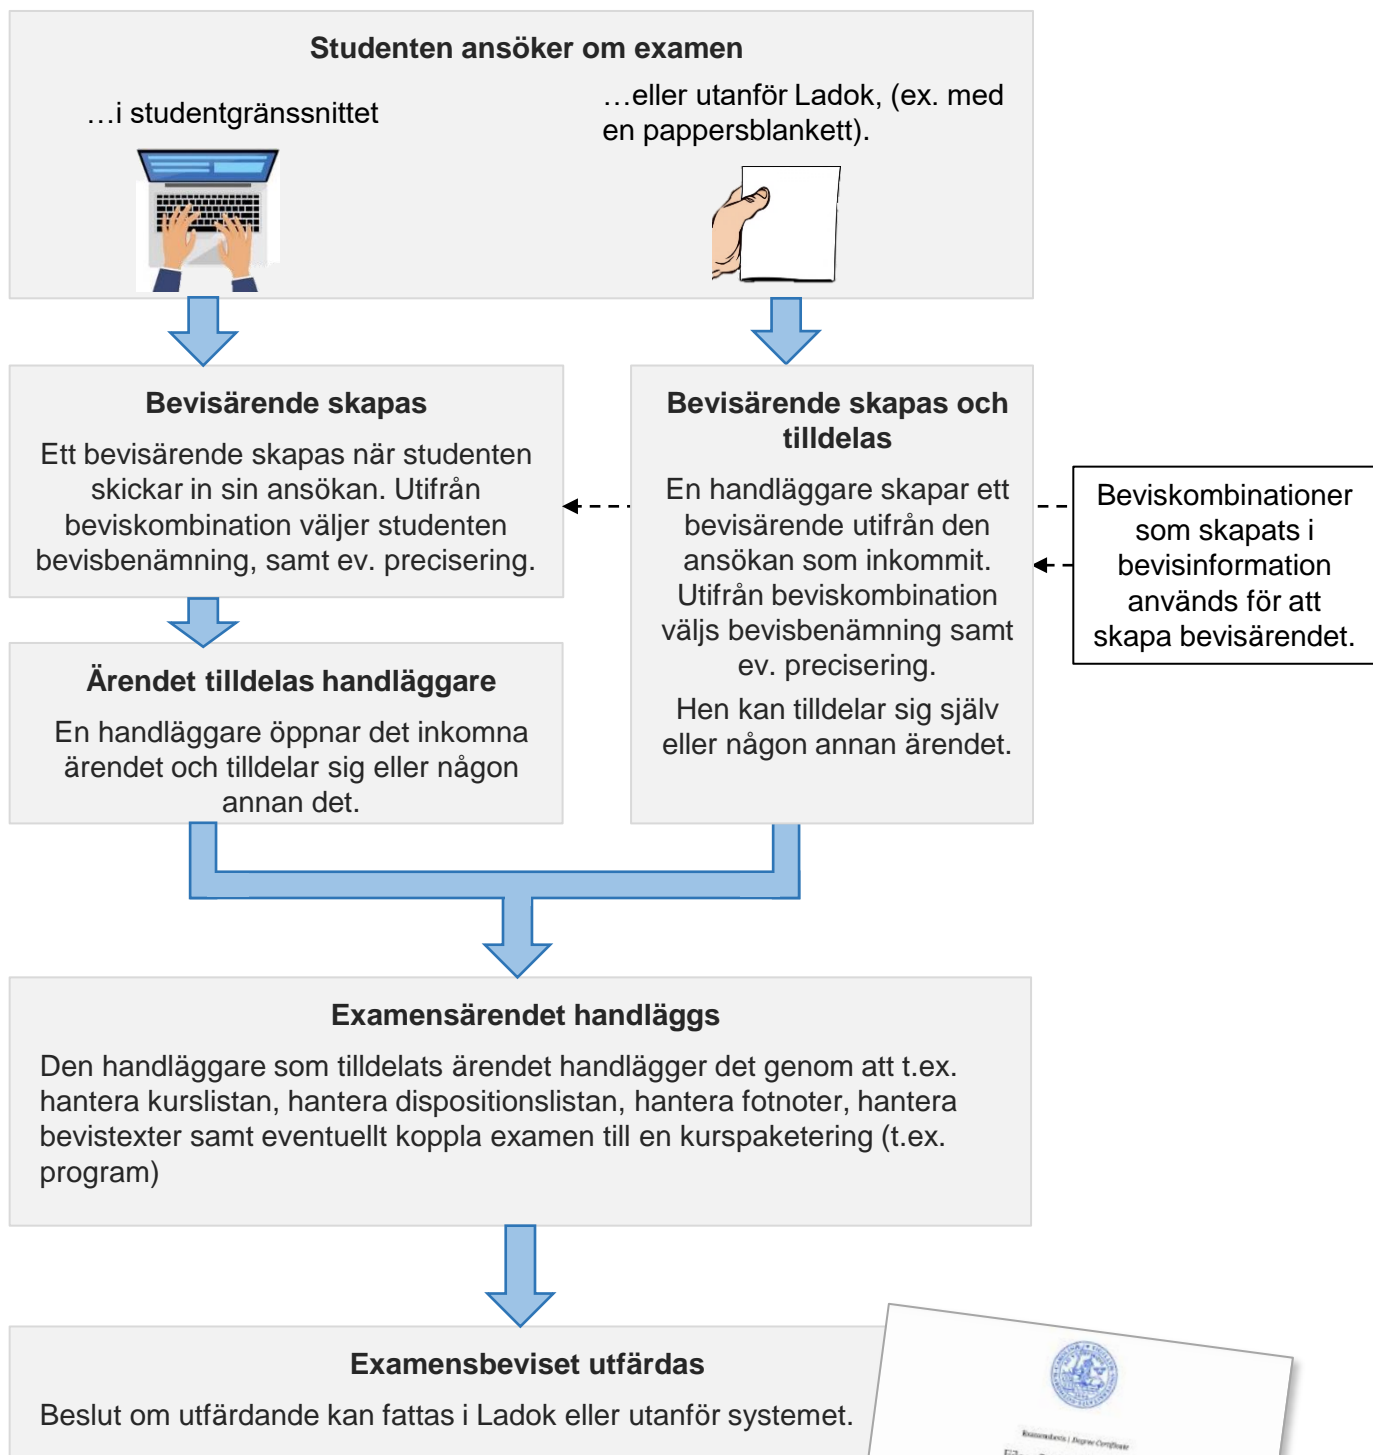 Studenten ansöker om examen
…i studentgränssnittet
…eller utanför Ladok, (ex. med
en pappersblankett).
Bevisärende skapas
Ett bevisärende skapas när studenten
skickar in sin ansökan. Utifrån
beviskombination väljer studenten
bevisbenämning, samt ev. precisering.
Ärendet tilldelas handläggare
En handläggare öppnar det inkomna
ärendet och tilldelar sig eller någon
annan det.
Bevisärende skapas och
tilldelas
En handläggare skapar ett
bevisärende utifrån den
ansökan som inkommit.
Utifrån beviskombination
väljs bevisbenämning samt
ev. precisering.
Hen kan tilldelar sig själv
eller någon annan ärendet.
Beviskombinationer
som skapats i
bevisinformation
används för att
skapa bevisärendet.
Examensärendet handläggs
Den handläggare som tilldelats ärendet handlägger det genom att t.ex.
hantera kurslistan, hantera dispositionslistan, hantera fotnoter, hantera
bevistexter samt eventuellt koppla examen till en kurspaketering (t.ex.
program)
Examensbeviset utfärdas
Beslut om utfärdande kan fattas i Ladok eller utanför systemet.
Examensbevis | Degree Certificate